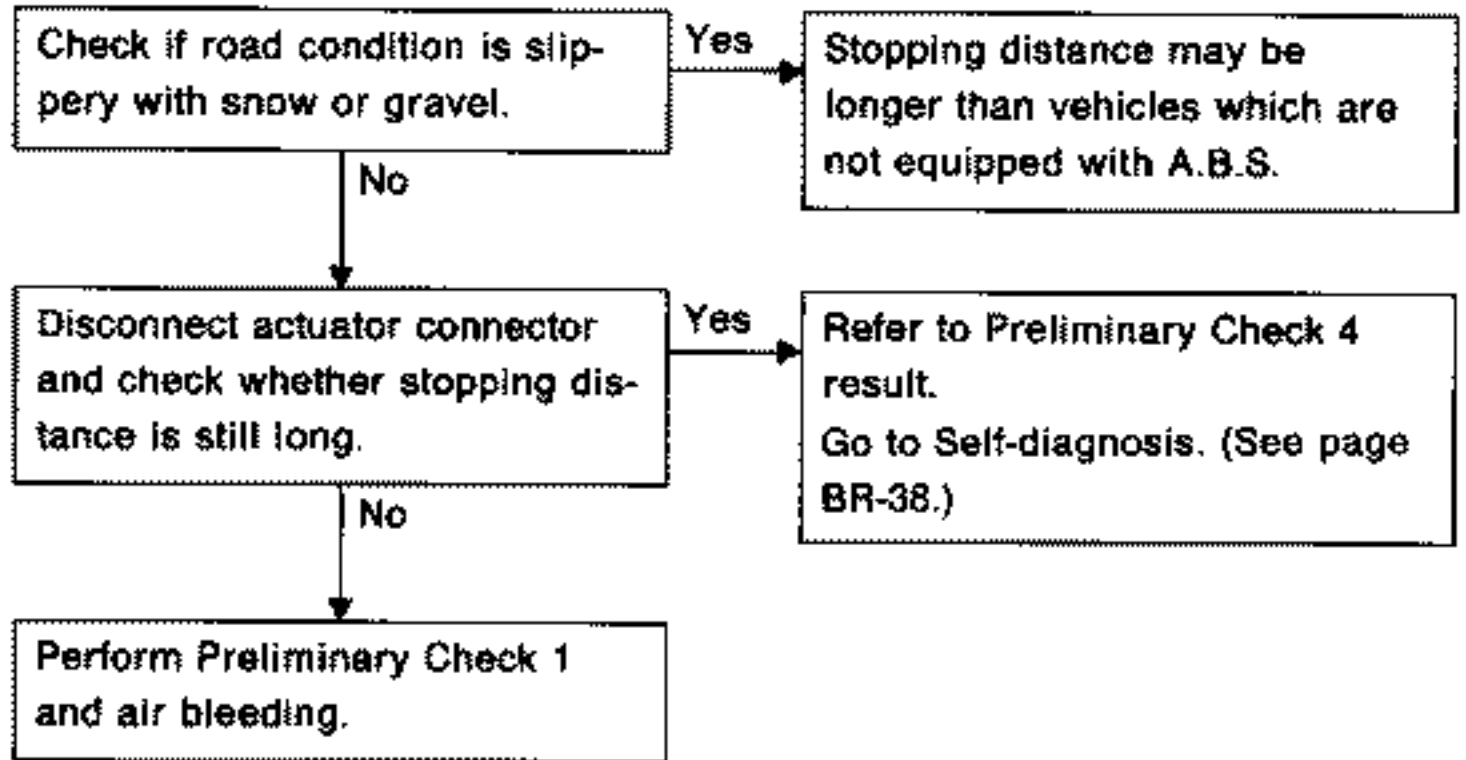 Check if road condition is slip-
pery with snow or gravel.
Yes
Stopping distance may be
longer than vehicles which are
not equipped with A.B.S.
No
Disconnect actuator connector
and check whether stopping dis-
tance is still long.
Yes
Refer to Preliminary Check 4
result.
Go to Self-diagnosis. (See page
BR-38.)
No
Perform Preliminary Check 1
and air bleeding.